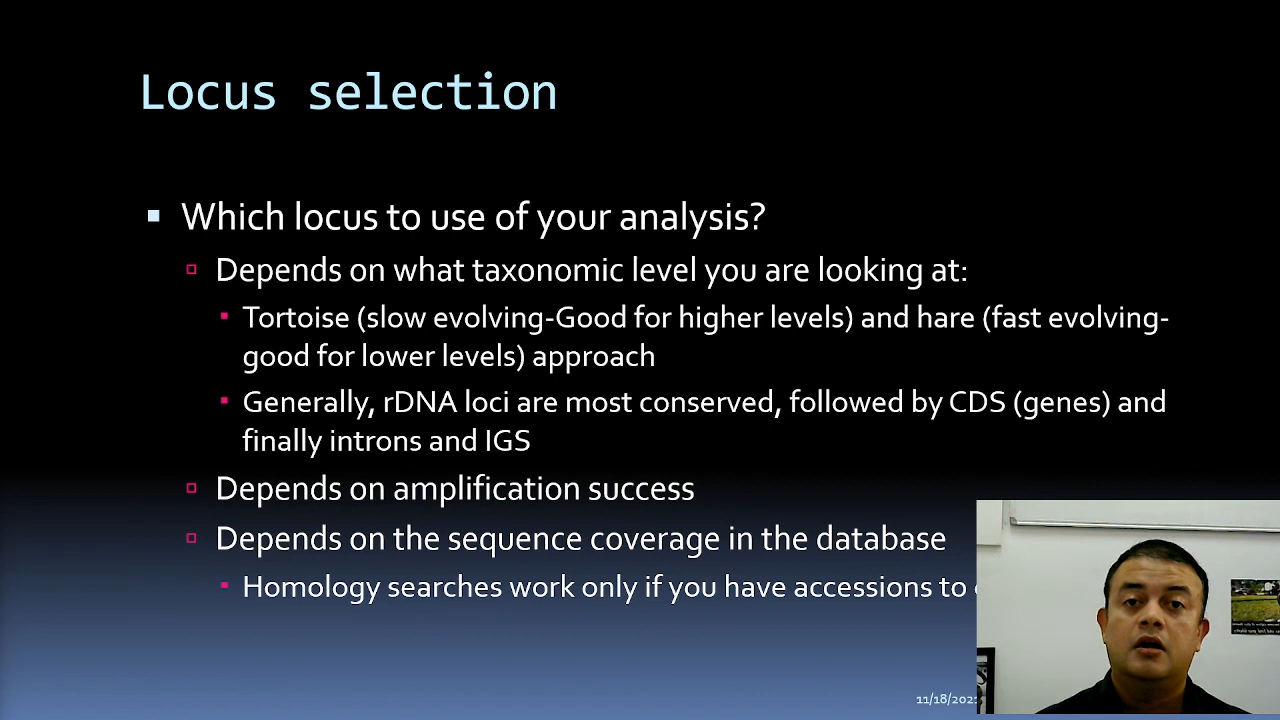 Locus selection
Which locus to use of your analysis?
Depends on what taxonomic level you are looking at:
Tortoise (slow evolving-Good for higher levels) and hare (fast evolving-
good for lower levels) approach
Generally, rDNA loci are most conserved, followed by CDS (genes) and
finally introns and IGS
Depends on amplification success
Depends on the sequence coverage in the database
Homology searches work only if you have accessions to